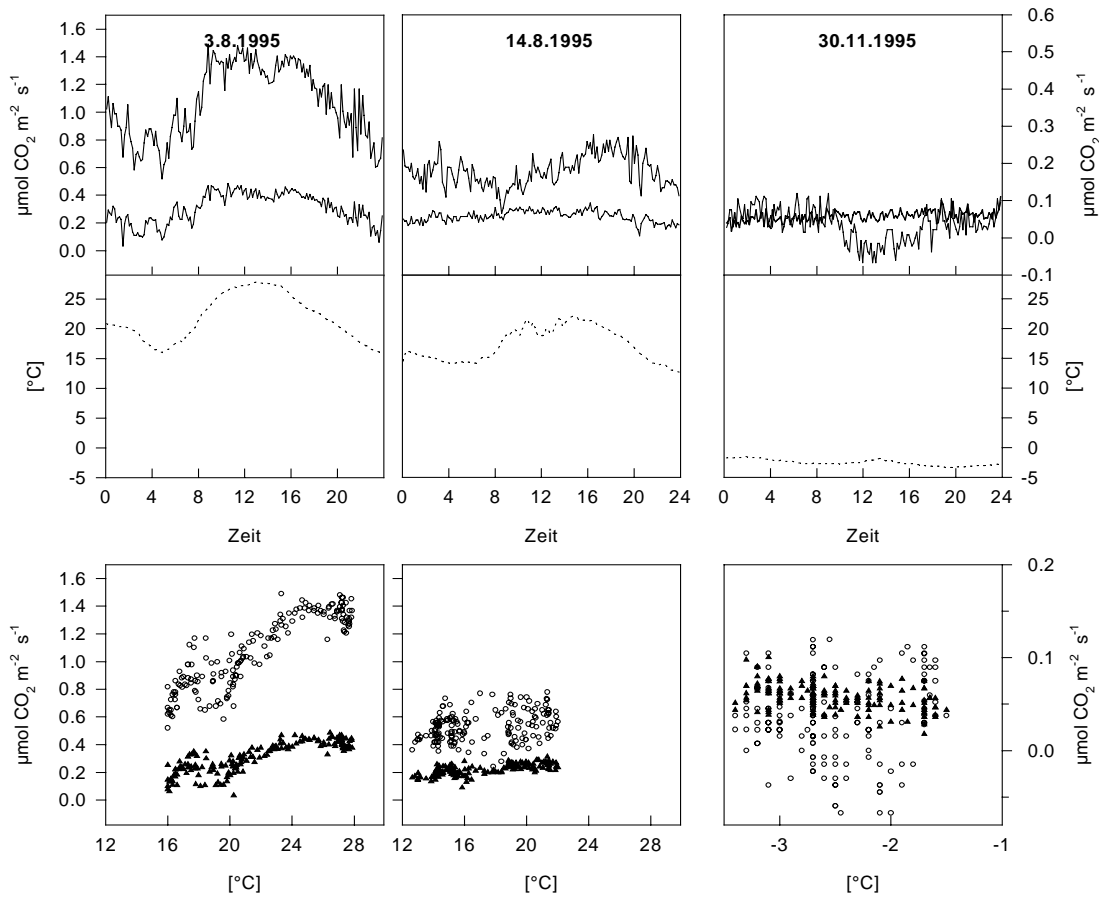 3.8.1995
14.8.1995
30.11.1995
1.6
1.4
1.2
1.0
0.8
0.6
0.4
0.2
0.0
µmol CO₂ m⁻² s⁻¹
0.6
0.5
0.4
0.3
0.2
0.1
0.0
-0.1
µmol CO₂ m⁻² s⁻¹
25
20
15
10
5
0
-5
[°C]
25
20
15
10
5
0
-5
[°C]
0 4 8 12 16 20
0 4 8 12 16 20 24
0 4 8 12 16 20 24
Zeit
Zeit
Zeit
1.6
1.4
1.2
1.0
0.8
0.6
0.4
0.2
0.0
µmol CO₂ m⁻² s⁻¹
0.2
0.1
0.0
µmol CO₂ m⁻² s⁻¹
12 16 20 24 28
12 16 20 24 28
-3 -2 -1
[°C]
[°C]
[°C]